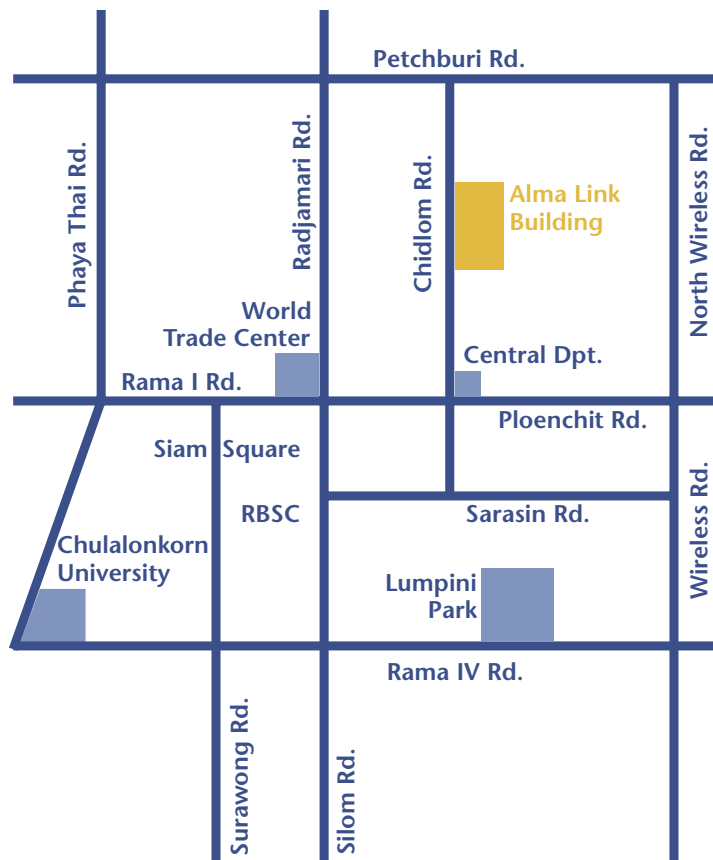 Petchburi Rd.
Phaya Thai Rd.
Radjamari Rd.
Chidlom Rd.
North Wireless Rd.
Alma Link
Building
World
Trade Center
Central Dpt.
Rama I Rd.
Ploenchit Rd.
Siam Square
RBSC
Sarasin Rd.
Wireless Rd.
Chulalonkorn
University
Lumpini
Park
Rama IV Rd.
Surawong Rd.
Silom Rd.